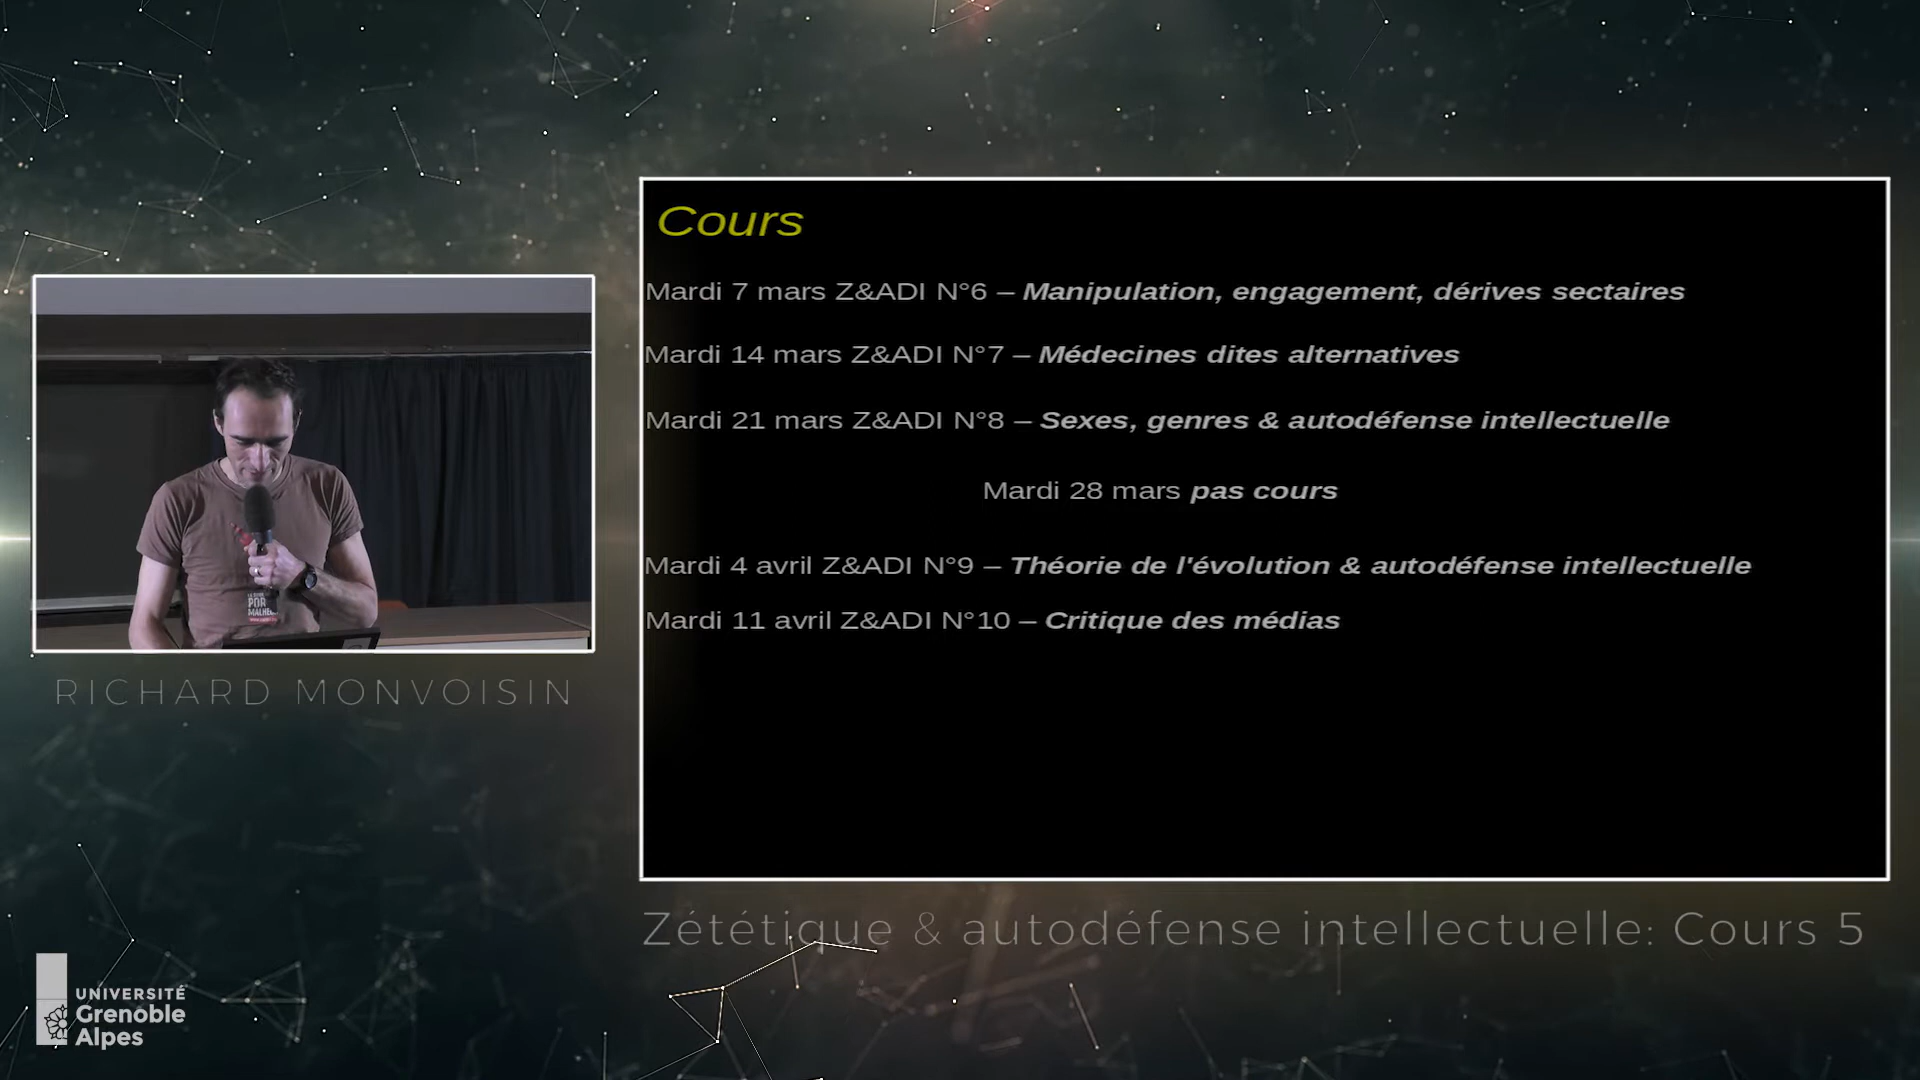 Cours
Mardi 7 mars Z&ADI N°6 – Manipulation, engagement, dérives sectaires
Mardi 14 mars Z&ADI N°7 – Médecines dites alternatives
Mardi 21 mars Z&ADI N°8 – Sexes, genres & autodéfense intellectuelle
Mardi 28 mars pas cours
Mardi 4 avril Z&ADI N°9 – Théorie de l'évolution & autodéfense intellectuelle
Mardi 11 avril Z&ADI N°10 – Critique des médias
POR
RICHARD MONVOISIN
Zététique & autodéfense intellectuelle: Cours 5
UNIVERSITÉ
Grenoble
Alpes